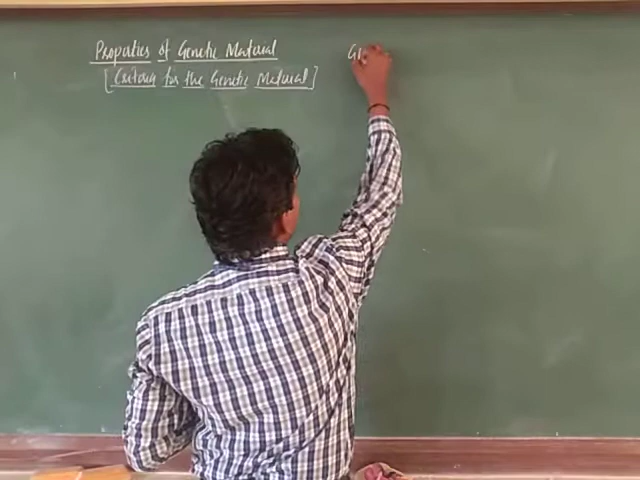 Properties of Genetic Material
[Criteria for the Genetic Material]